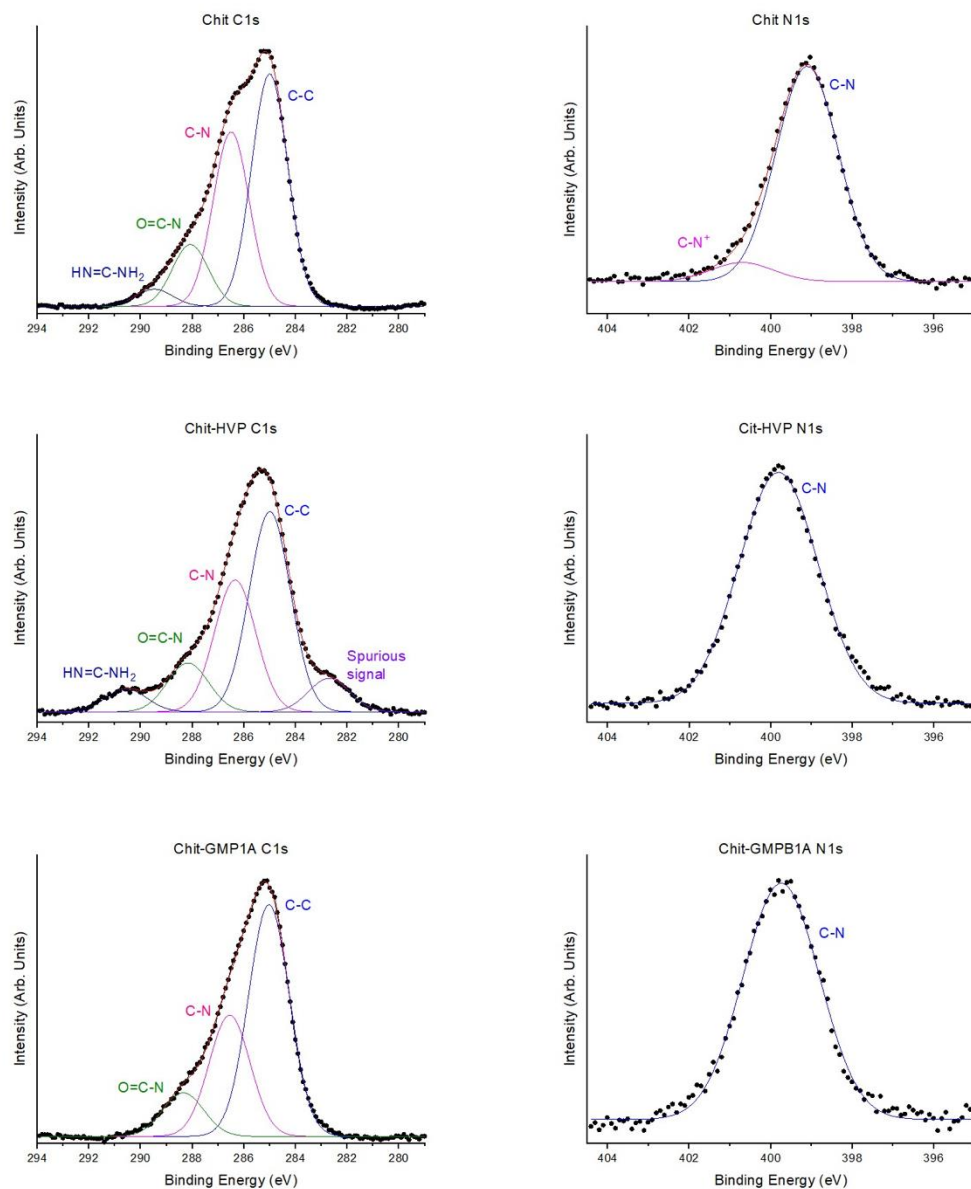 Chit C1s
Intensity (Arb. Units)
C-C
C-N
O=C-N
HN=C-NH₂
294 292 290 288 286 284 282 280
Binding Energy (eV)
Chit N1s
Intensity (Arb. Units)
C-N
C-N⁺
404 402 400 398 396
Binding Energy (eV)
Chit-HVP C1s
Intensity (Arb. Units)
C-C
C-N
O=C-N
HN=C-NH₂
Spurious
signal
294 292 290 288 286 284 282 280
Binding Energy (eV)
Cit-HVP N1s
Intensity (Arb. Units)
C-N
404 402 400 398 396
Binding Energy (eV)
Chit-GMP1A C1s
Intensity (Arb. Units)
C-C
C-N
O=C-N
294 292 290 288 286 284 282 280
Binding Energy (eV)
Chit-GMPB1A N1s
Intensity (Arb. Units)
C-N
404 402 400 398 396
Binding Energy (eV)